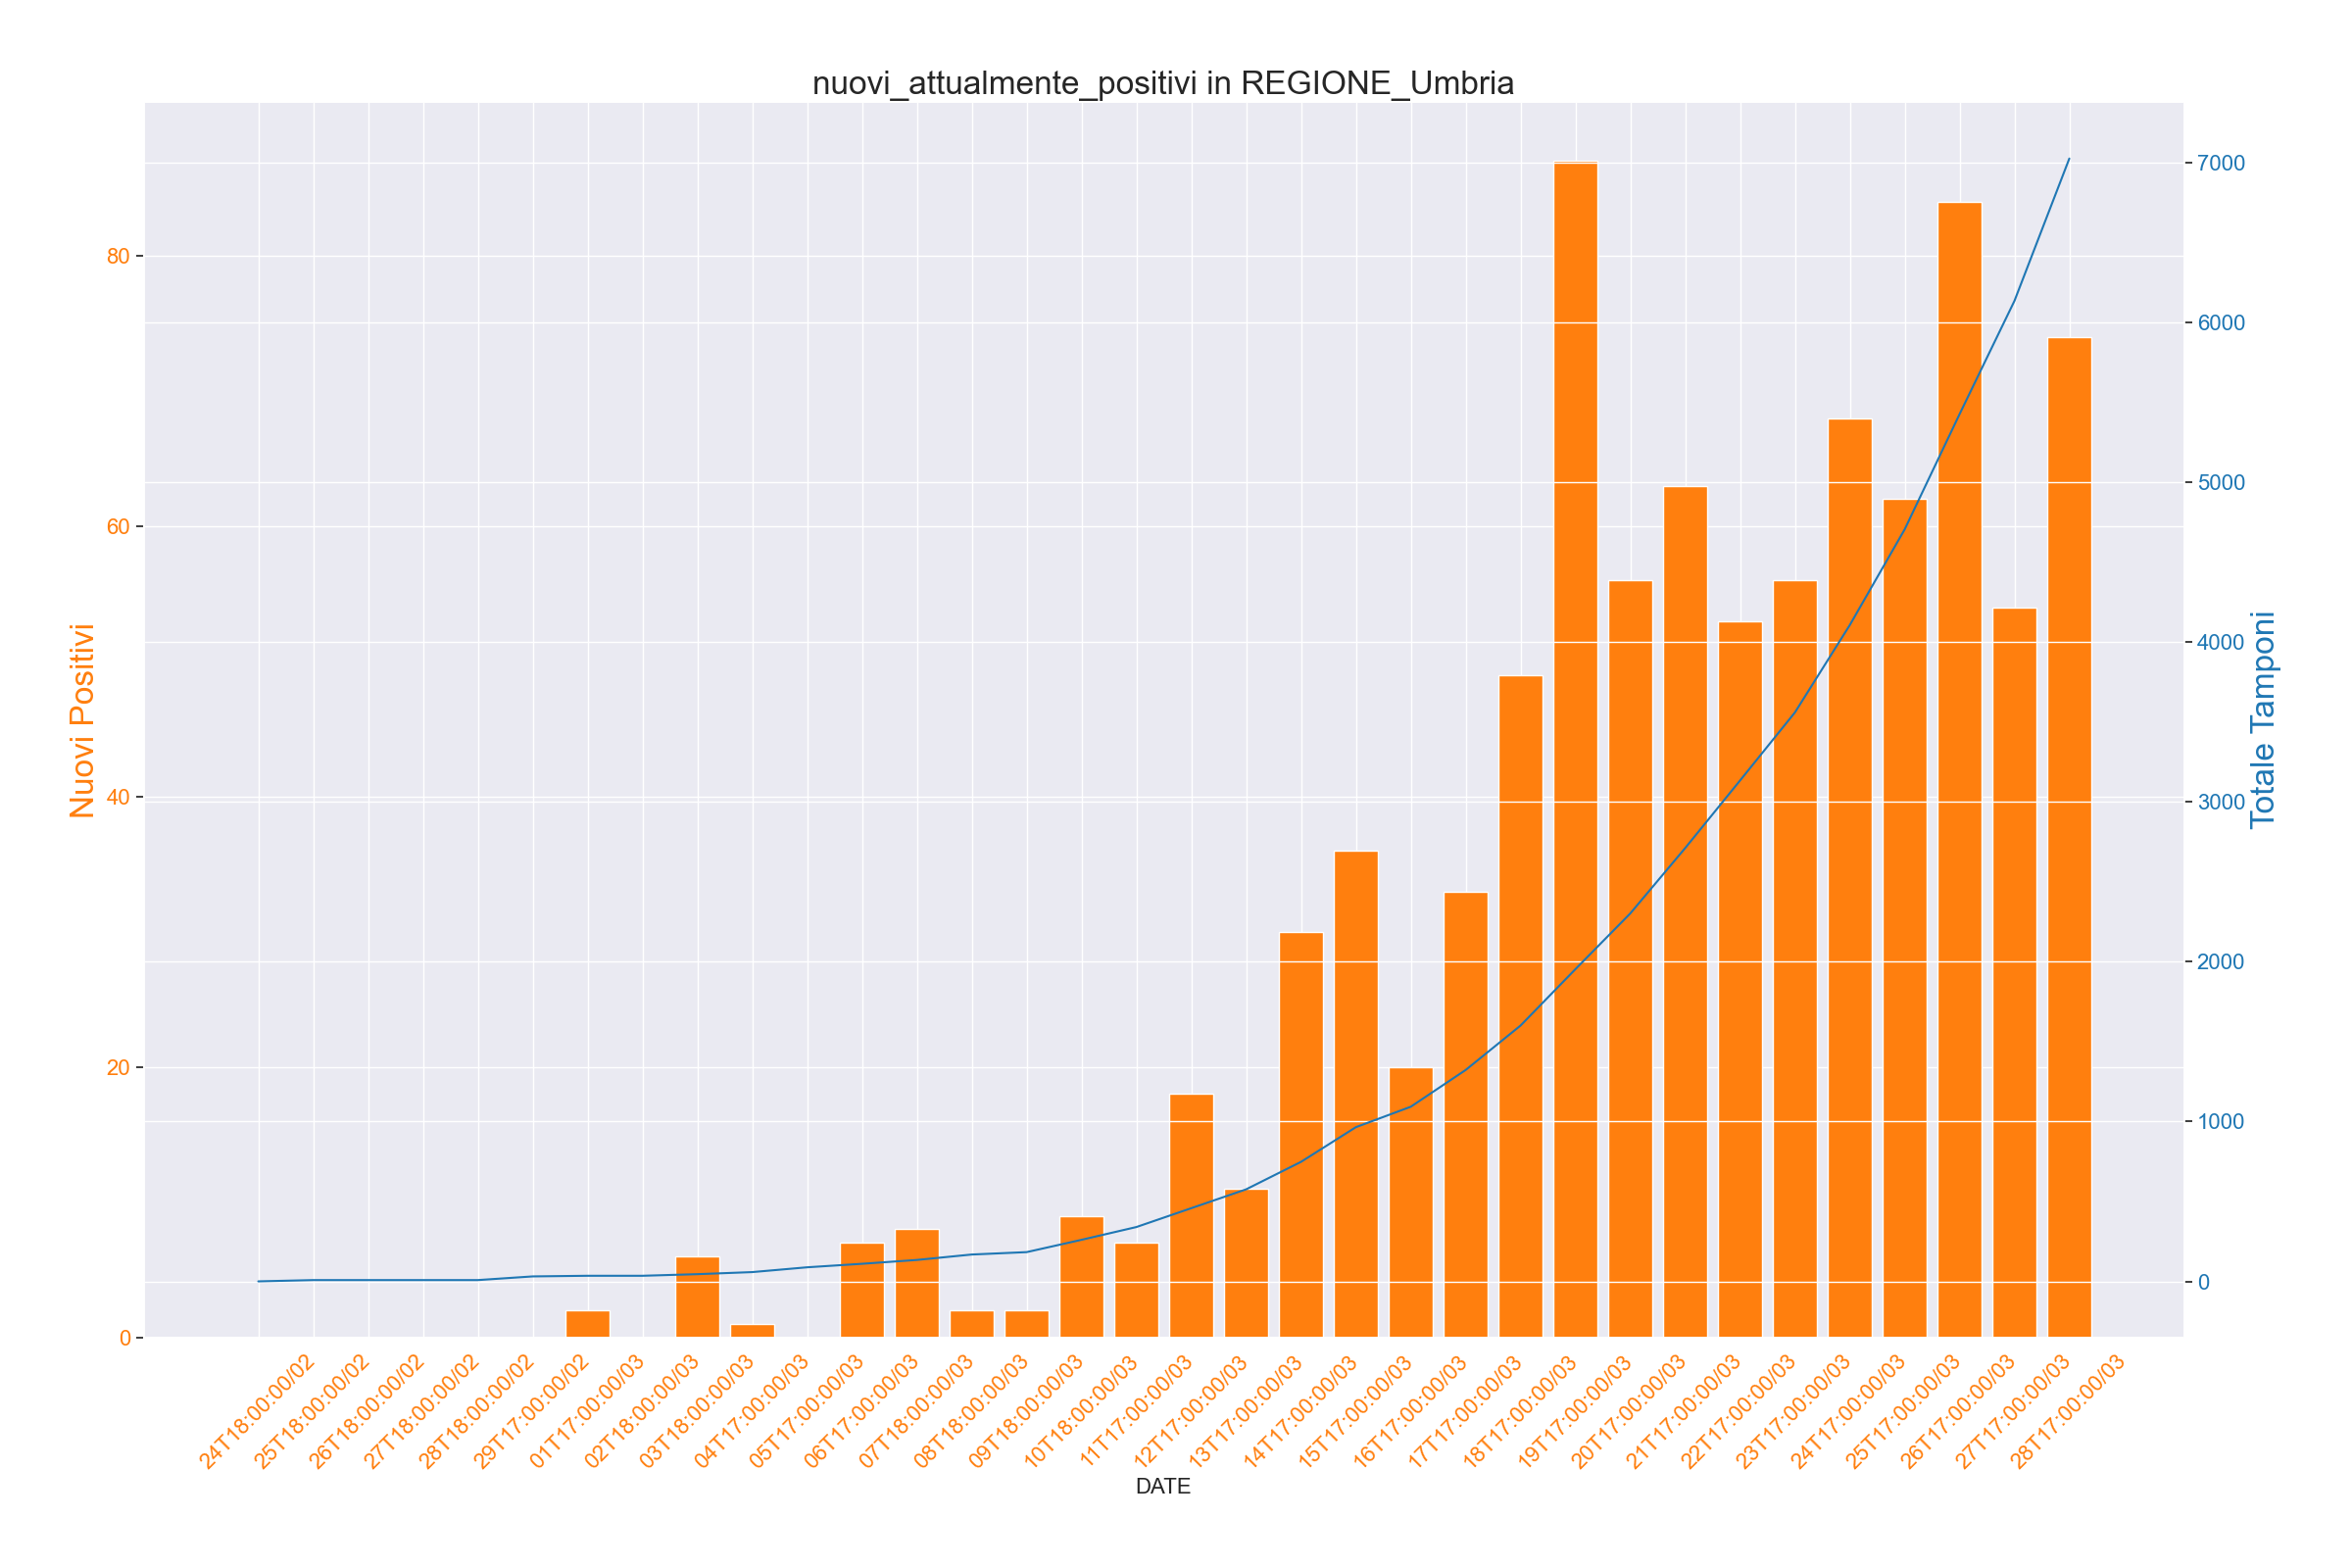 nuovi_attualmente_positivi in REGIONE_Umbria
Nuovi Positivi
80
60
40
20
0
7000
6000
5000
4000
3000
2000
1000
0
Totale Tamponi
24T18:00:00/02
25T18:00:00/02
26T18:00:00/02
27T18:00:00/02
28T18:00:00/02
29T17:00:00/02
01T17:00:00/03
02T18:00:00/03
03T18:00:00/03
04T17:00:00/03
05T17:00:00/03
06T17:00:00/03
07T18:00:00/03
08T18:00:00/03
09T18:00:00/03
10T18:00:00/03
11T17:00:00/03
12T17:00:00/03
13T17:00:00/03
14T17:00:00/03
15T17:00:00/03
16T17:00:00/03
17T17:00:00/03
18T17:00:00/03
19T17:00:00/03
20T17:00:00/03
21T17:00:00/03
22T17:00:00/03
23T17:00:00/03
24T17:00:00/03
25T17:00:00/03
26T17:00:00/03
27T17:00:00/03
28T17:00:00/03
DATE